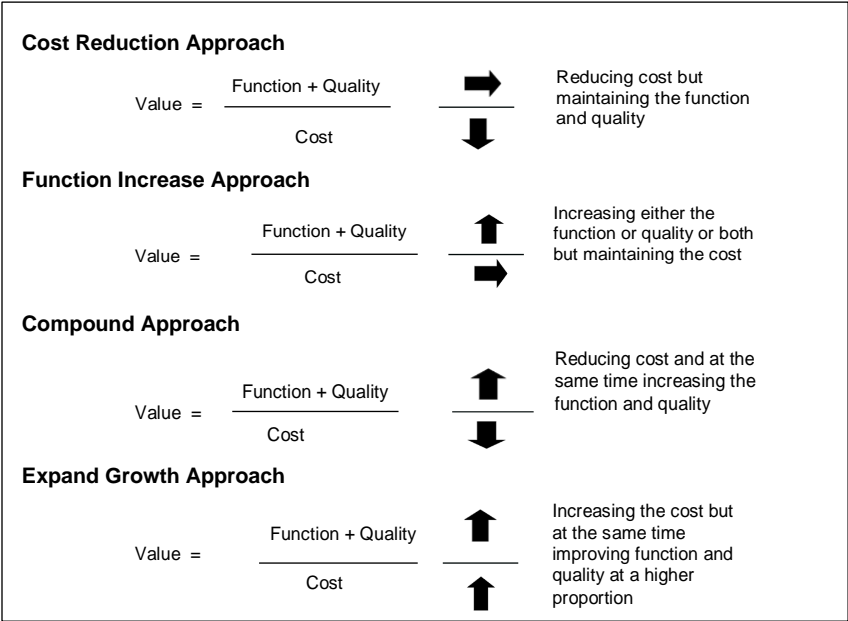 Cost Reduction Approach
Value =
Function + Quality
Cost
Reducing cost but
maintaining the function
and quality
Function Increase Approach
Value =
Function + Quality
Cost
Increasing either the
function or quality or both
but maintaining the cost
Compound Approach
Value =
Function + Quality
Cost
Reducing cost and at the
same time increasing the
function and quality
Expand Growth Approach
Value =
Function + Quality
Cost
Increasing the cost but
at the same time
improving function and
quality at a higher
proportion